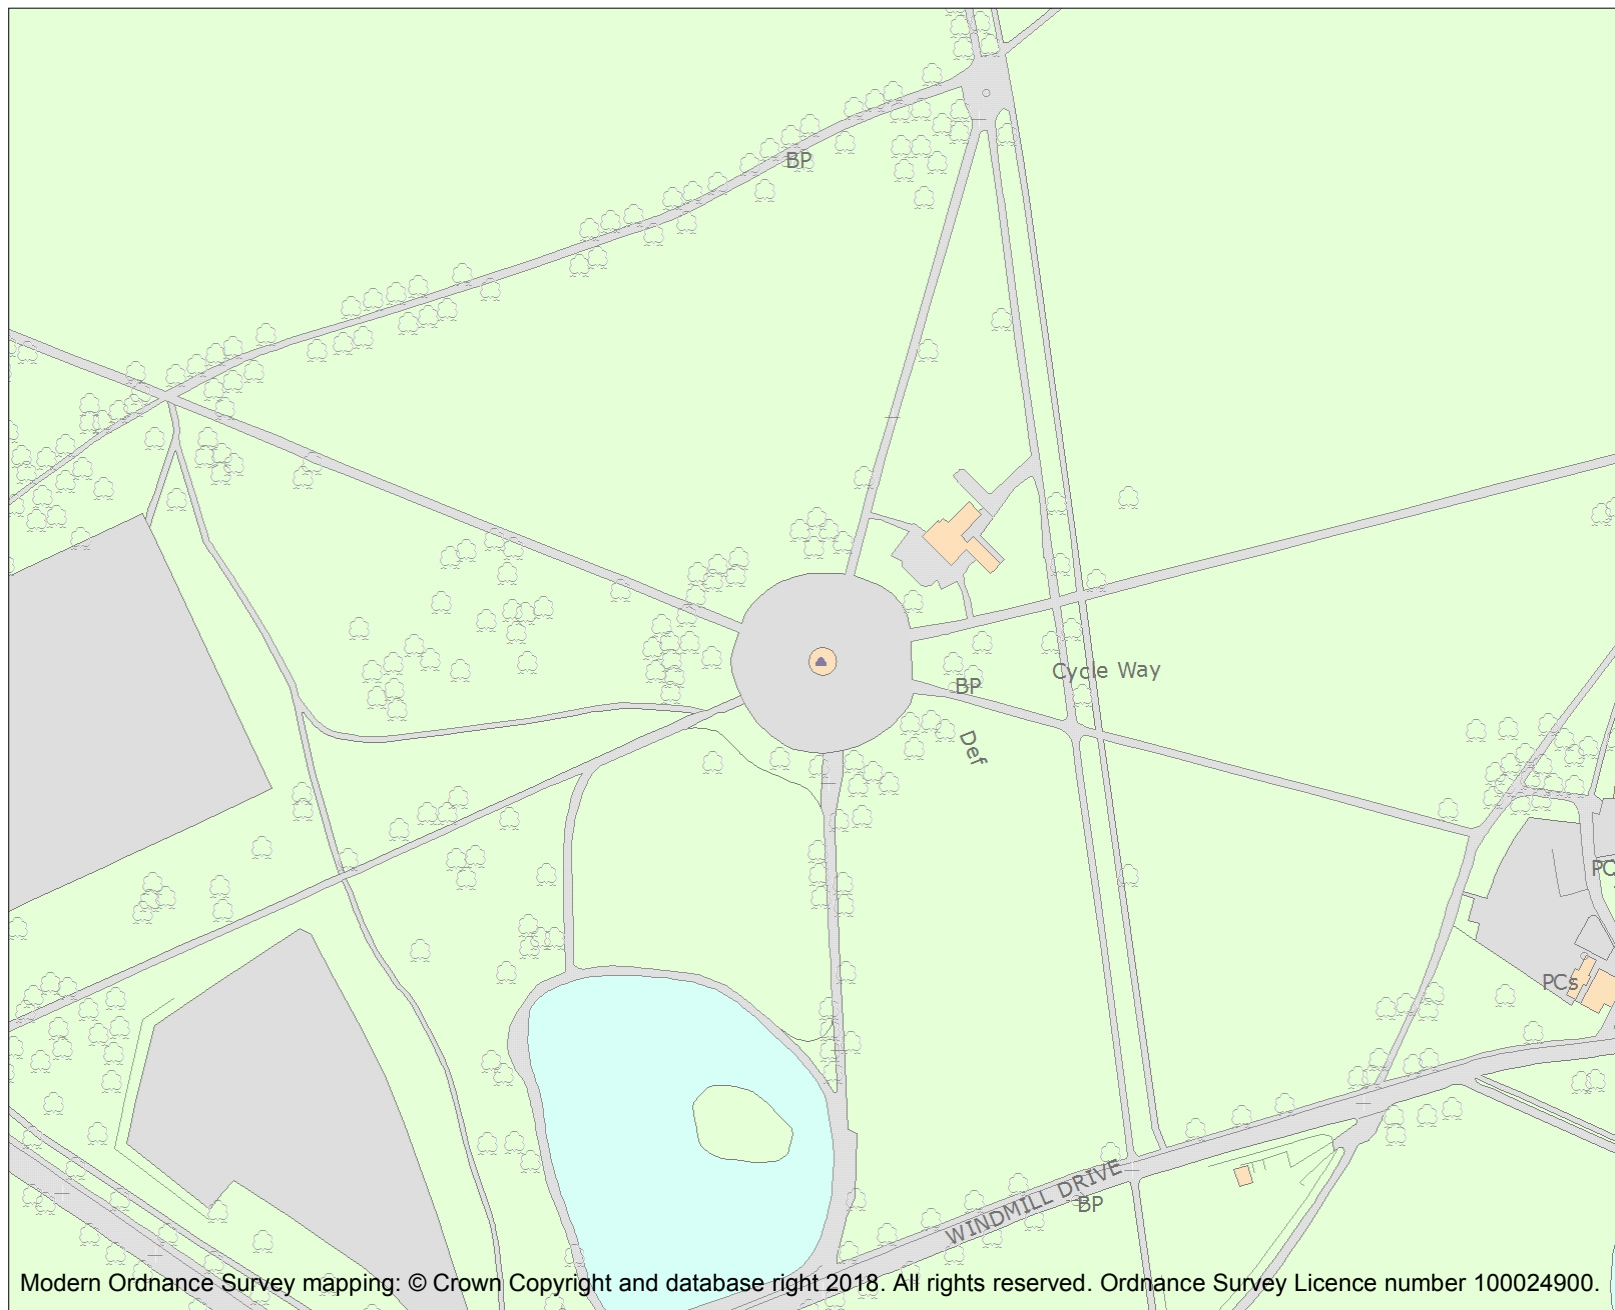 BP
Cycle Way
BP
Def
PC
PCs
WINDMILL DRIVE
BP
Modern Ordnance Survey mapping: © Crown Copyright and database right 2018. All rights reserved. Ordnance Survey Licence number 100024900.